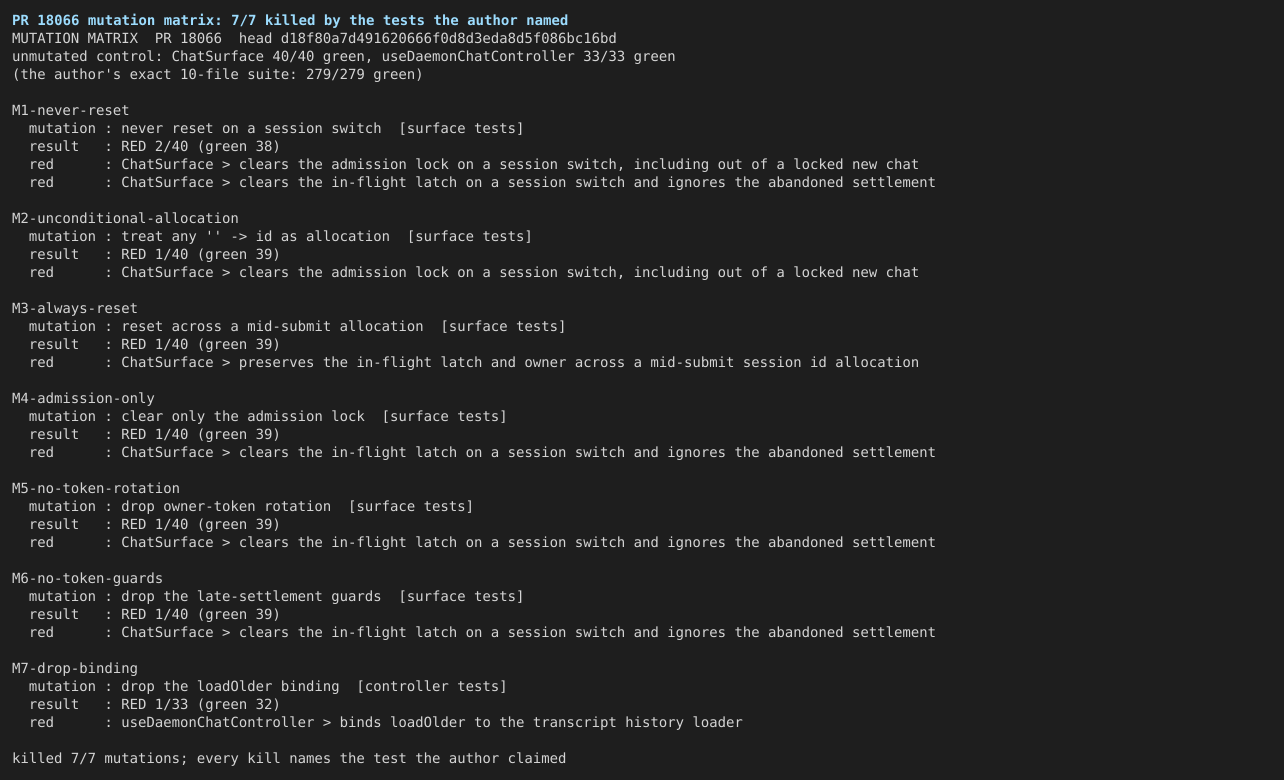 PR 18066 mutation matrix: 7/7 killed by the tests the author named
MUTATION MATRIX  PR 18066  head d18f80a7d491620666f0d8d3eda8d5f086bc16bd
unmutated control: ChatSurface 40/40 green, useDaemonChatController 33/33 green
(the author's exact 10-file suite: 279/279 green)

M1-never-reset
  mutation : never reset on a session switch  [surface tests]
  result   : RED 2/40 (green 38)
  red      : ChatSurface > clears the admission lock on a session switch, including out of a locked new chat
  red      : ChatSurface > clears the in-flight latch on a session switch and ignores the abandoned settlement

M2-unconditional-allocation
  mutation : treat any '' -> id as allocation  [surface tests]
  result   : RED 1/40 (green 39)
  red      : ChatSurface > clears the admission lock on a session switch, including out of a locked new chat

M3-always-reset
  mutation : reset across a mid-submit allocation  [surface tests]
  result   : RED 1/40 (green 39)
  red      : ChatSurface > preserves the in-flight latch and owner across a mid-submit session id allocation

M4-admission-only
  mutation : clear only the admission lock  [surface tests]
  result   : RED 1/40 (green 39)
  red      : ChatSurface > clears the in-flight latch on a session switch and ignores the abandoned settlement

M5-no-token-rotation
  mutation : drop owner-token rotation  [surface tests]
  result   : RED 1/40 (green 39)
  red      : ChatSurface > clears the in-flight latch on a session switch and ignores the abandoned settlement

M6-no-token-guards
  mutation : drop the late-settlement guards  [surface tests]
  result   : RED 1/40 (green 39)
  red      : ChatSurface > clears the in-flight latch on a session switch and ignores the abandoned settlement

M7-drop-binding
  mutation : drop the loadOlder binding  [controller tests]
  result   : RED 1/33 (green 32)
  red      : useDaemonChatController > binds loadOlder to the transcript history loader

killed 7/7 mutations; every kill names the test the author claimed